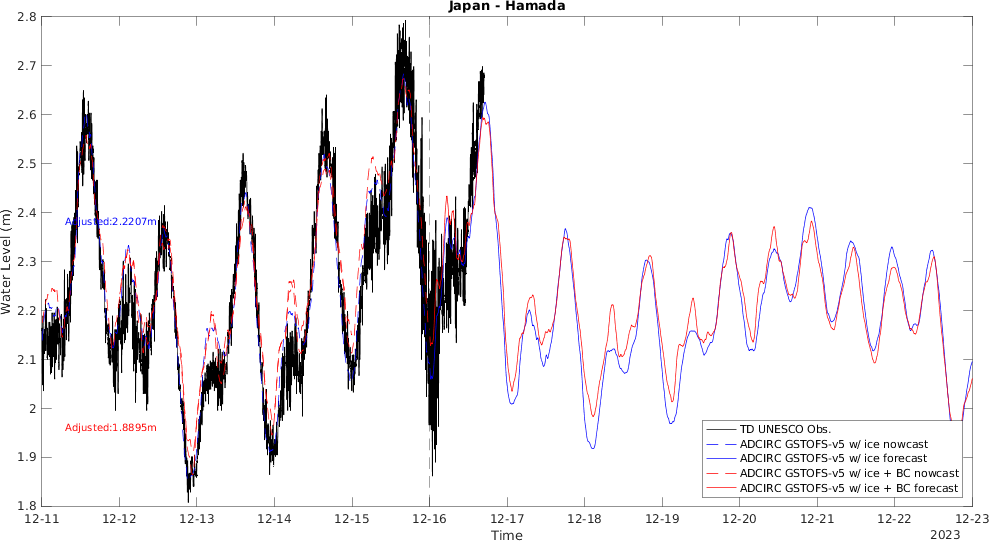 Japan - Hamada
Water Level (m)
2.8
2.7
2.6
2.5
2.4
2.3
2.2
2.1
2
1.9
1.8
Adjusted:2.2207m
Adjusted:1.8895m
TD UNESCO Obs.
ADCIRC GSTOFS-v5 w/ ice nowcast
ADCIRC GSTOFS-v5 w/ ice forecast
ADCIRC GSTOFS-v5 w/ ice + BC nowcast
ADCIRC GSTOFS-v5 w/ ice + BC forecast
12-11 12-12 12-13 12-14 12-15 12-16 12-17 12-18 12-19 12-20 12-21 12-22 12-23
Time
2023